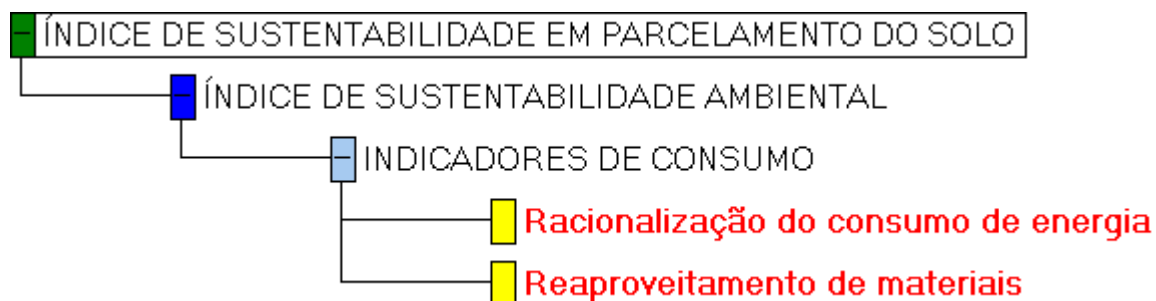 ÍNDICE DE SUSTENTABILIDADE EM PARCELAMENTO DO SOLO
ÍNDICE DE SUSTENTABILIDADE AMBIENTAL
INDICADORES DE CONSUMO
Racionalização do consumo de energia
Reaproveitamento de materiais